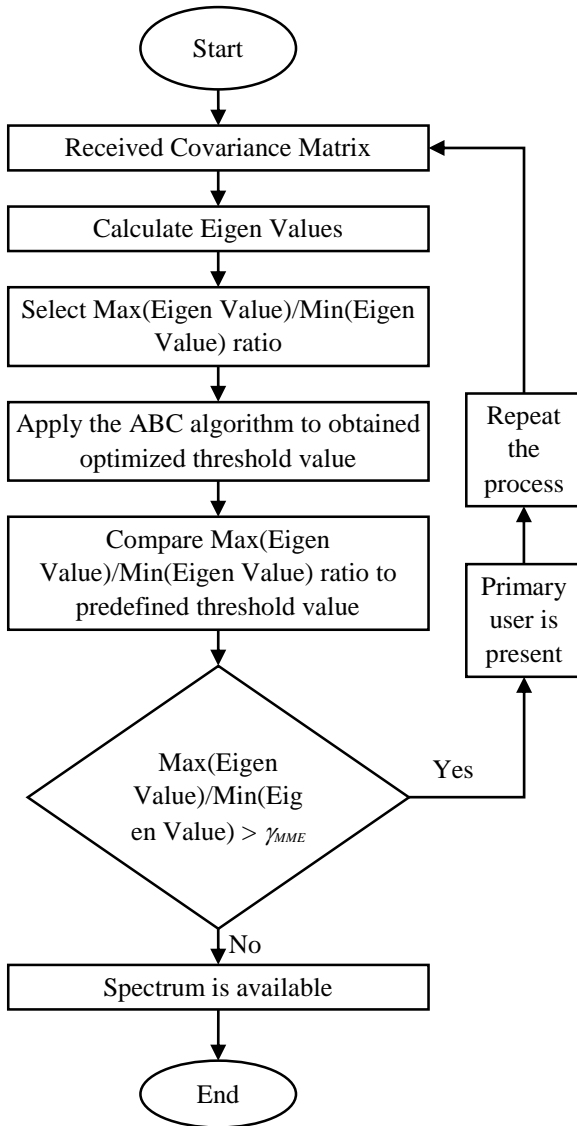 Start
Received Covariance Matrix
Calculate Eigen Values
Select Max(Eigen Value)/Min(Eigen
Value) ratio
Apply the ABC algorithm to obtained
optimized threshold value
Compare Max(Eigen
Value)/Min(Eigen Value) ratio to
predefined threshold value
Max(Eigen
Value)/Min(Eig
en Value) > γMME
Yes
Primary
user is
present
Repeat
the
process
No
Spectrum is available
End